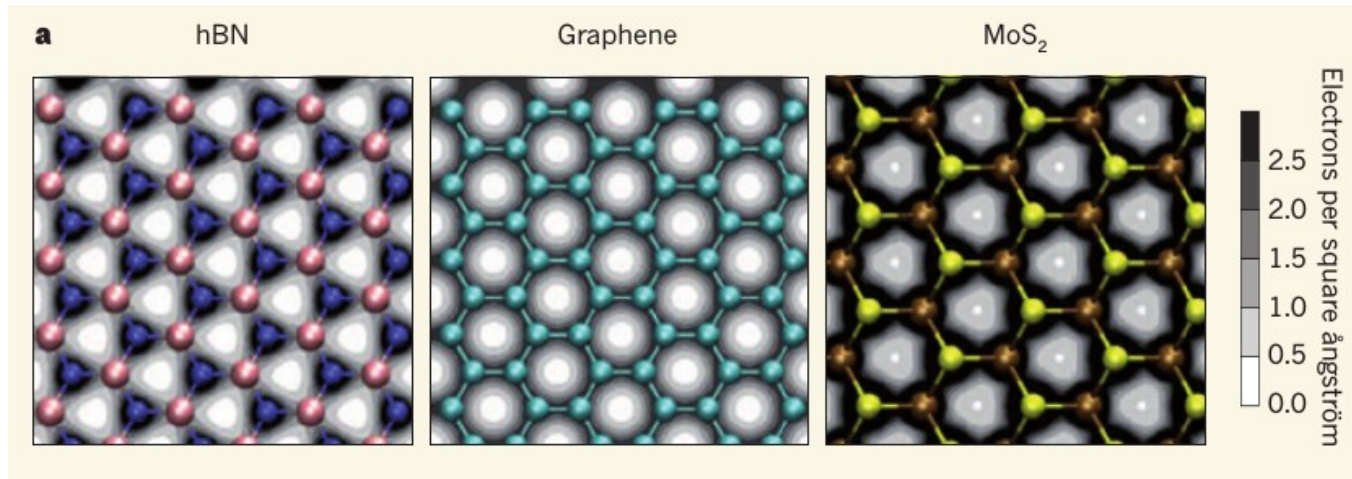 a
hBN
Graphene
MoS₂
2.5
2.0
1.5
1.0
0.5
0.0
Electrons per square ångström